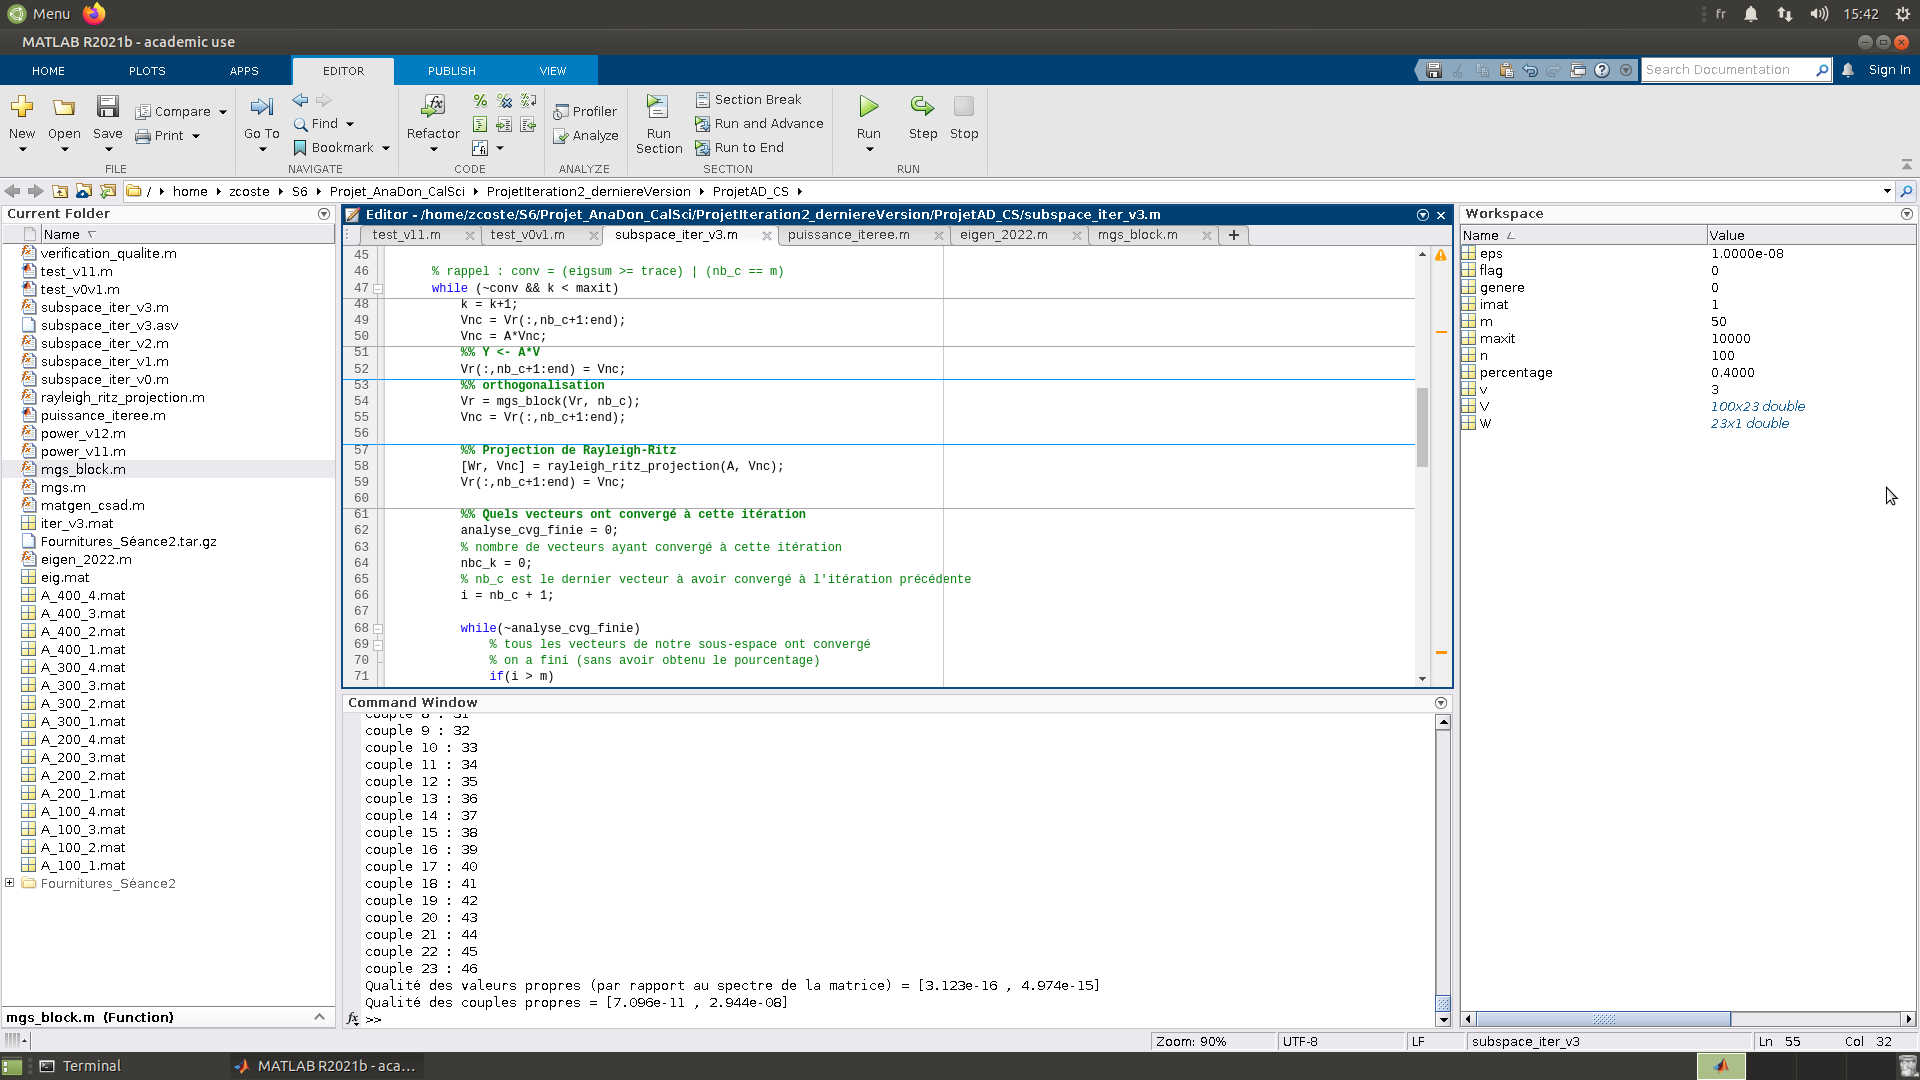 Menu
fr
15:42
MATLAB R2021b - academic use
HOME
PLOTS
APPS
EDITOR
PUBLISH
VIEW
Search Documentation
Sign In
New
Open
Save
Compare
Print
FILE
Go To
Find
Bookmark
NAVIGATE
Refactor
CODE
Profiler
Analyze
ANALYZE
Run Section
Section Break
Run and Advance
Run to End
SECTION
Run
Step
Stop
RUN
/ home S6 zcoste Projet_AnaDon_CalSci ProjetIteration2_derniereVersion ProjetAD_CS
Current Folder
Name
verification_qualite.m
test_v11.m
test_v0v1.m
subspace_iter_v3.m
subspace_iter_v3.asv
subspace_iter_v2.m
subspace_iter_v1.m
subspace_iter_v0.m
rayleigh_ritz_projection.m
puissance_iteree.m
power_v12.m
power_v11.m
mgs_block.m
mgs.m
matgen_csad.m
iter_v3.mat
Fournitures_Séance2.tar.gz
eigen_2022.m
eig.mat
A_400_4.mat
A_400_3.mat
A_400_2.mat
A_400_1.mat
A_300_4.mat
A_300_3.mat
A_300_2.mat
A_300_1.mat
A_200_4.mat
A_200_3.mat
A_200_2.mat
A_200_1.mat
A_100_4.mat
A_100_3.mat
A_100_2.mat
A_100_1.mat
Fournitures_Séance2
mgs_block.m (Function)
Editor - /home/zcoste/S6/Projet_AnaDon_CalSci/ProjetIteration2_derniereVersion/ProjetAD_CS/subspace_iter_v3.m
test_v11.m
test_v0v1.m
subspace_iter_v3.m
puissance_iteree.m
eigen_2022.m
mgs_block.m
45
46 % rappel : conv = (eigsum >= trace) | (nb_c == m)
47 while (~conv && k < maxit)
48 k = k+1;
49 Vnc = Vr(:,nb_c+1:end);
50 Vnc = A*Vnc;
51 %% Y <- A*V
52 Vr(:,nb_c+1:end) = Vnc;
53 %% orthogonalisation
54 Vr = mgs_block(Vr, nb_c);
55 Vnc = Vr(:,nb_c+1:end);
56
57 %% Projection de Rayleigh-Ritz
58 [Wr, Vnc] = rayleigh_ritz_projection(A, Vnc);
59 Vr(:,nb_c+1:end) = Vnc;
60
61 %% Quels vecteurs ont convergé à cette itération
62 analyse_cvg_finie = 0;
63 % nombre de vecteurs ayant convergé à cette itération
64 nbc_k = 0;
65 % nb_c est le dernier vecteur à avoir convergé à l'itération précédente
66 i = nb_c + 1;
67
68 while(~analyse_cvg_finie)
69 % tous les vecteurs de notre sous-espace ont convergé
70 % on a fini (sans avoir obtenu le pourcentage)
71 if(i > m)
Command Window
couple 8 : 31
couple 9 : 32
couple 10 : 33
couple 11 : 34
couple 12 : 35
couple 13 : 36
couple 14 : 37
couple 15 : 38
couple 16 : 39
couple 17 : 40
couple 18 : 41
couple 19 : 42
couple 20 : 43
couple 21 : 44
couple 22 : 45
couple 23 : 46
Qualité des valeurs propres (par rapport au spectre de la matrice) = [3.123e-16 , 4.974e-15]
Qualité des couples propres = [7.096e-11 , 2.944e-08]
fx >>
Workspace
Name Value
eps 1.0000e-08
flag 0
genere 0
imat 1
m 50
maxit 10000
n 100
percentage 0.4000
v 3
V 100x23 double
W 23x1 double
Zoom: 90%
UTF-8
LF
subspace_iter_v3
Ln 55 Col 32
Terminal
MATLAB R2021b - aca...